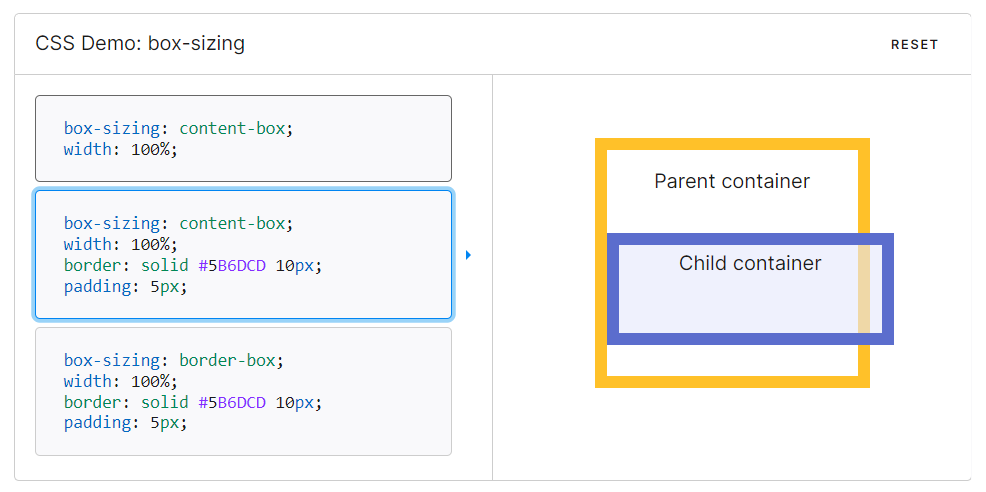 CSS Demo: box-sizing
RESET
box-sizing: content-box;
width: 100%;
box-sizing: content-box;
width: 100%;
border: solid #5B6DCD 10px;
padding: 5px;
box-sizing: border-box;
width: 100%;
border: solid #5B6DCD 10px;
padding: 5px;
Parent container
Child container